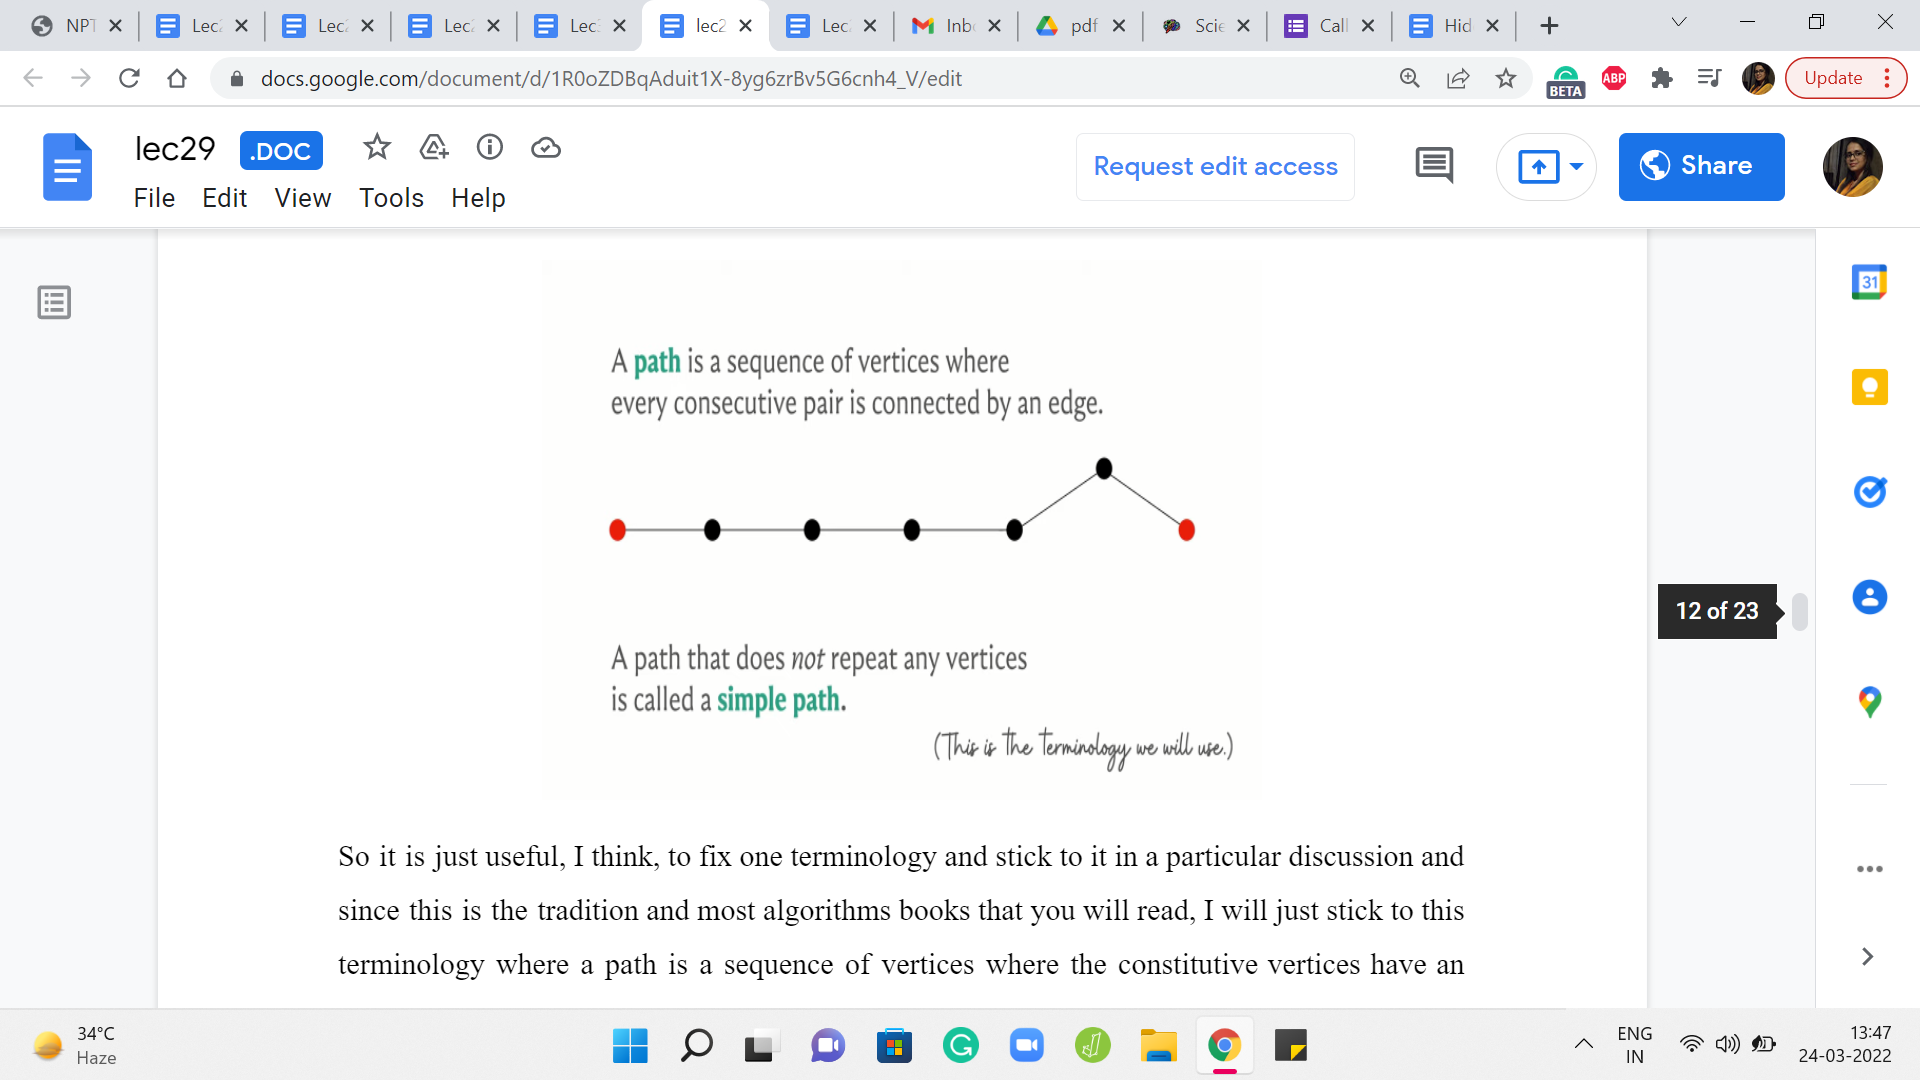 NPT
Lec
Lec
Lec
Lec
lec2
Lec
Inb
pdf
Scie
Call
Hid
docs.google.com/document/d/1R0oZDBqAduit1X-8yg6zrBv5G6cnh4_V/edit
BETA
ABP
Update
lec29 .DOC
File Edit View Tools Help
Request edit access
Share
31
A path is a sequence of vertices where
every consecutive pair is connected by an edge.
12 of 23
A path that does not repeat any vertices
is called a simple path.
(This is the terminology we will use.)
So it is just useful, I think, to fix one terminology and stick to it in a particular discussion and
since this is the tradition and most algorithms books that you will read, I will just stick to this
terminology where a path is a sequence of vertices where the constitutive vertices have an
34°C
Haze
ENG
IN
13:47
24-03-2022